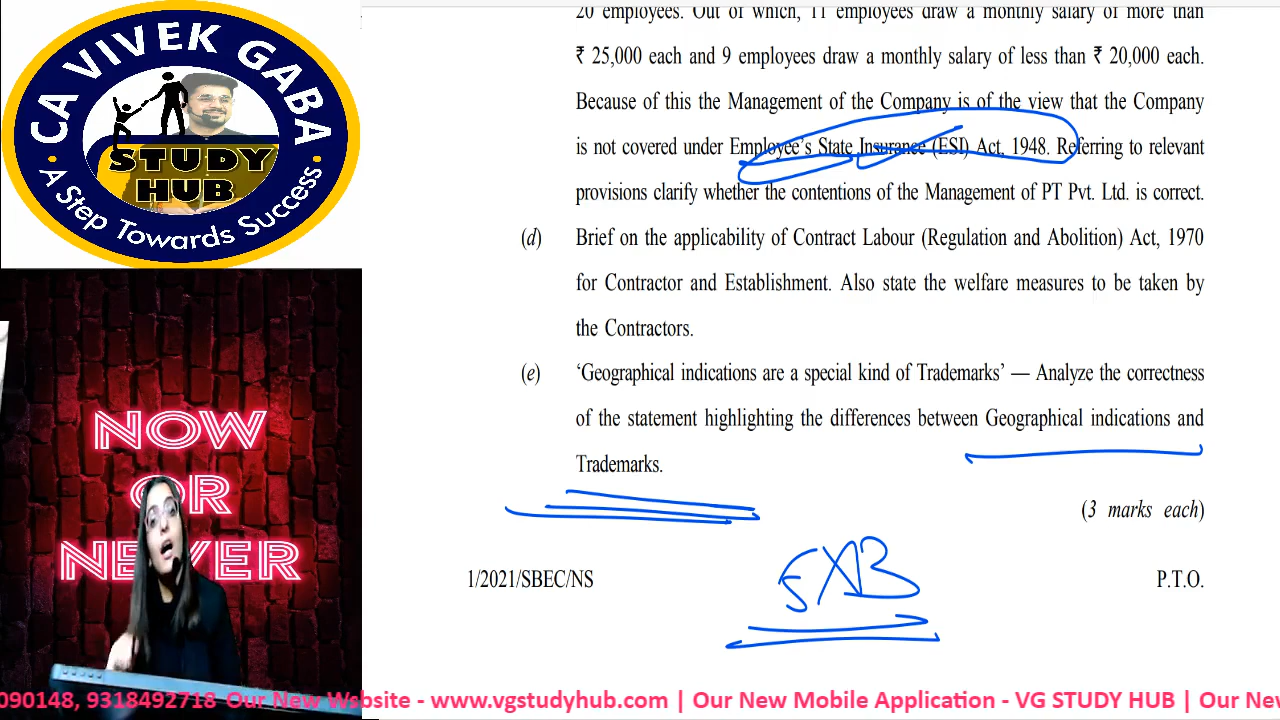 CA VIVEK GABA
STUDY
HUB
A Step Towards Success
NOW
OR
NEVER
20 employees. Out of which, 11 employees draw a monthly salary of more than
₹ 25,000 each and 9 employees draw a monthly salary of less than ₹ 20,000 each.
Because of this the Management of the Company is of the view that the Company
is not covered under Employee's State Insurance (ESI) Act, 1948. Referring to relevant
provisions clarify whether the contentions of the Management of PT Pvt. Ltd. is correct.
(d) Brief on the applicability of Contract Labour (Regulation and Abolition) Act, 1970
for Contractor and Establishment. Also state the welfare measures to be taken by
the Contractors.
(e) 'Geographical indications are a special kind of Trademarks' — Analyze the correctness
of the statement highlighting the differences between Geographical indications and
Trademarks.
(3 marks each)
1/2021/SBEC/NS P.T.O.
090148, 9318492718 Our New Website - www.vgstudyhub.com | Our New Mobile Application - VG STUDY HUB | Our New